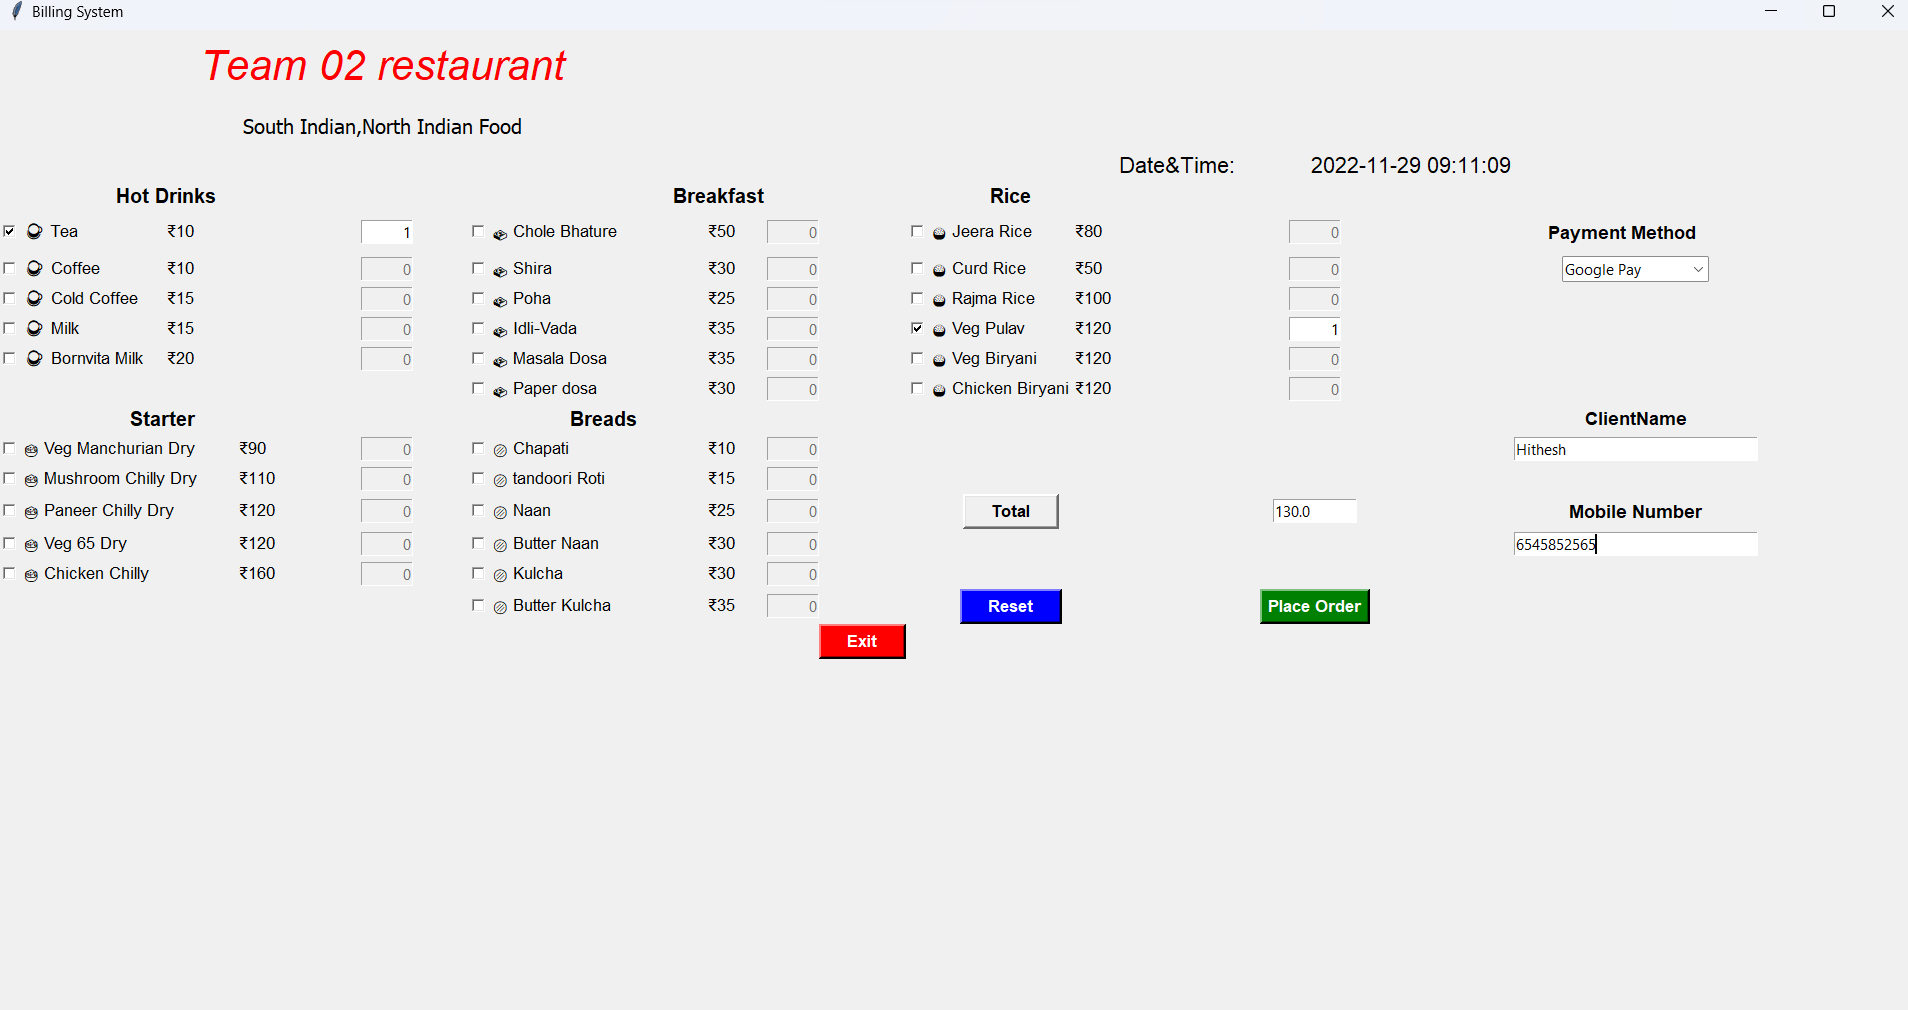 Billing System
Team 02 restaurant
South Indian,North Indian Food
Date&Time: 2022-11-29 09:11:09
Hot Drinks Breakfast Rice
Tea ₹10 1 Chole Bhature ₹50 0 Jeera Rice ₹80 0 Payment Method
Coffee ₹10 0 Shira ₹30 0 Curd Rice ₹50 0 Google Pay
Cold Coffee ₹15 0 Poha ₹25 0 Rajma Rice ₹100 0
Milk ₹15 0 Idli-Vada ₹35 0 Veg Pulav ₹120 1
Bornvita Milk ₹20 0 Masala Dosa ₹35 0 Veg Biryani ₹120 0
Paper dosa ₹30 0 Chicken Biryani ₹120 0
Starter Breads ClientName
Veg Manchurian Dry ₹90 0 Chapati ₹10 0 Hithesh
Mushroom Chilly Dry ₹110 0 tandoori Roti ₹15 0
Paneer Chilly Dry ₹120 0 Naan ₹25 0 Total 130.0 Mobile Number
Veg 65 Dry ₹120 0 Butter Naan ₹30 0 6545852565
Chicken Chilly ₹160 0 Kulcha ₹30 0
Butter Kulcha ₹35 0 Reset Place Order
Exit